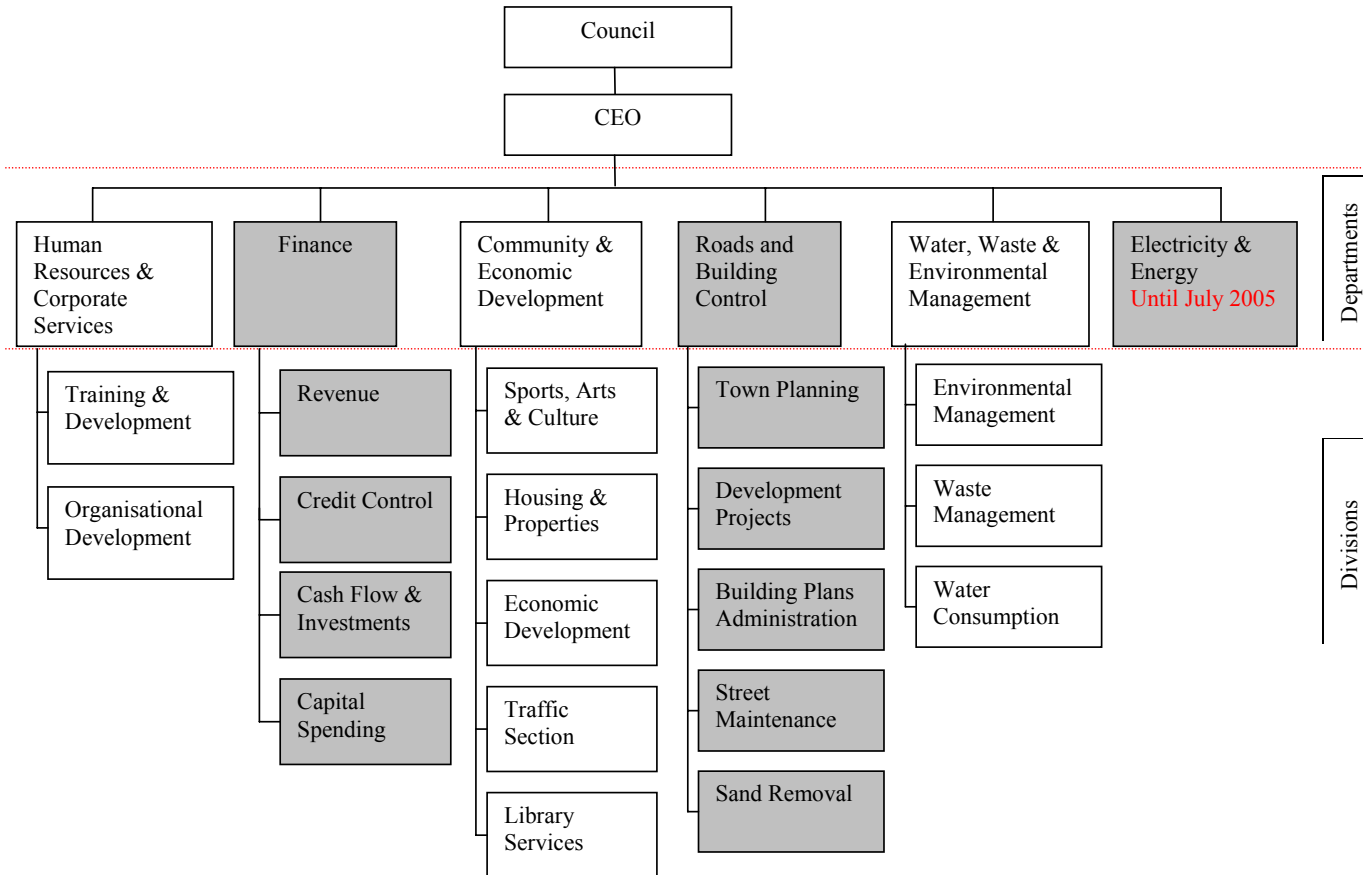 Council
CEO
Departments
Human
Resources &
Corporate
Services
Finance
Community &
Economic
Development
Roads and
Building
Control
Water, Waste &
Environmental
Management
Electricity &
Energy
Until July 2005
Divisions
Training &
Development
Organisational
Development
Revenue
Credit Control
Cash Flow &
Investments
Capital
Spending
Sports, Arts
& Culture
Housing &
Properties
Economic
Development
Traffic
Section
Library
Services
Town Planning
Development
Projects
Building Plans
Administration
Street
Maintenance
Sand Removal
Environmental
Management
Waste
Management
Water
Consumption